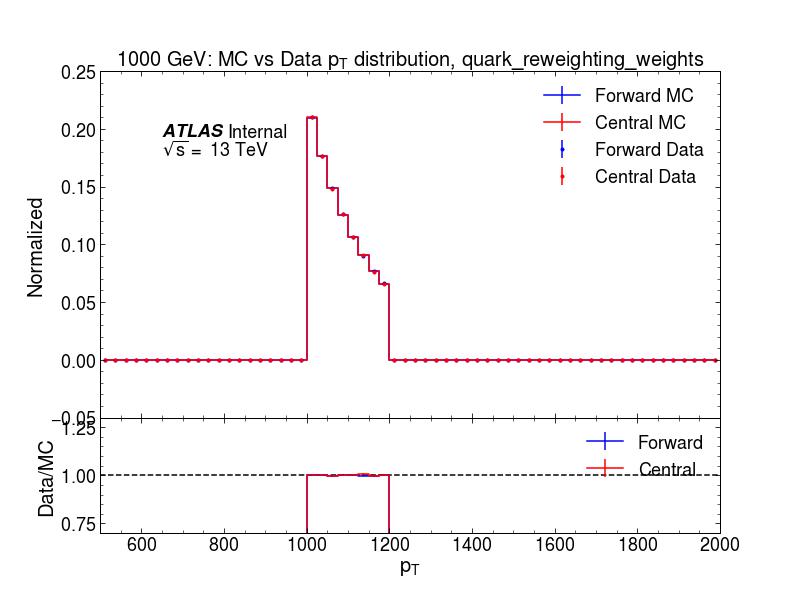 1000 GeV: MC vs Data p_T distribution, quark_reweighting_weights
0.25
0.20
0.15
0.10
0.05
0.00
−0.05
Normalized
ATLAS Internal
√s = 13 TeV
Forward MC
Central MC
Forward Data
Central Data
1.25
1.00
0.75
Data/MC
Forward
Central
600 800 1000 1200 1400 1600 1800 2000
p_T